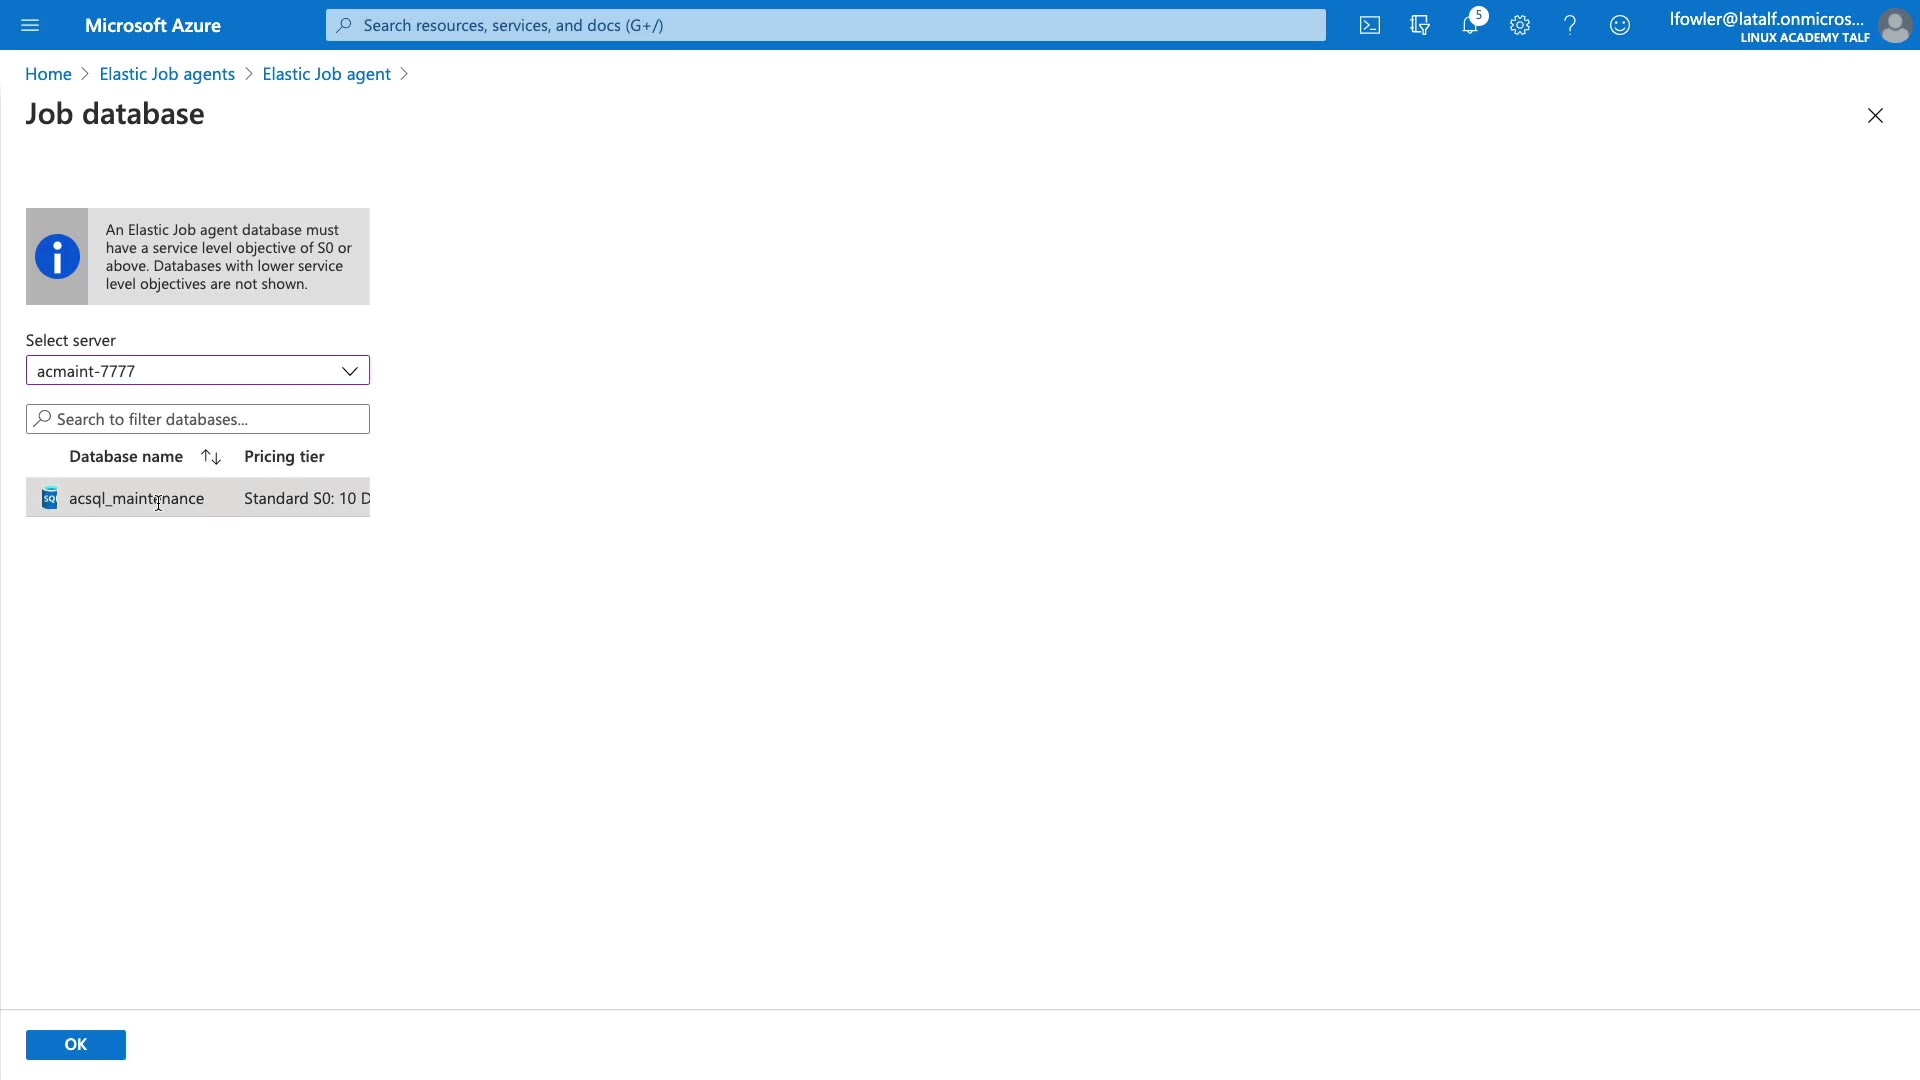 Microsoft Azure
Search resources, services, and docs (G+/)
5
lfowler@latalf.onmicros...
LINUX ACADEMY TALF
Home > Elastic Job agents > Elastic Job agent >
Job database
An Elastic Job agent database must
have a service level objective of S0 or
above. Databases with lower service
level objectives are not shown.
Select server
acmaint-7777
Search to filter databases...
Database name Pricing tier
SQL acsql_maintenance Standard S0: 10 D
OK